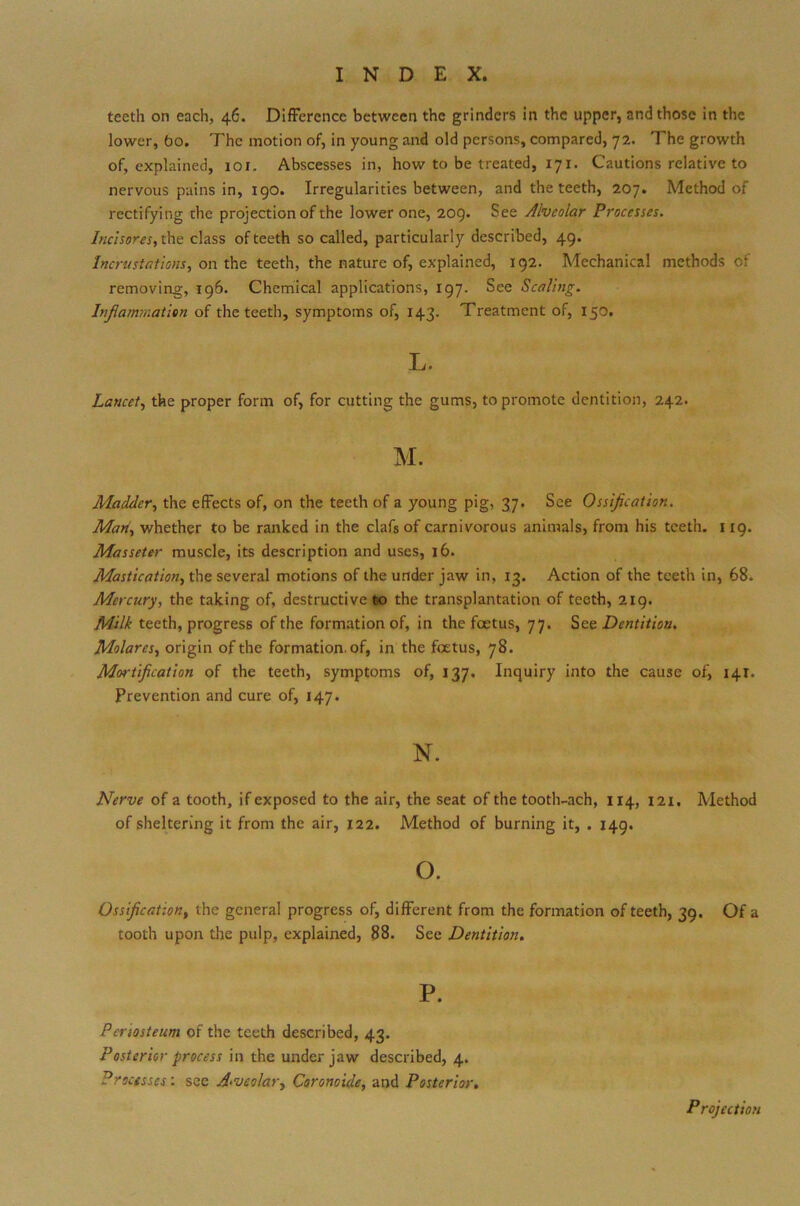 INDEX.
teeth on each, 46. Difference between the grinders in the upper, and those in the
lower, 60. The motion of, in young and old persons, compared, 72. The growth
of, explained, 101. Abscesses in, how to be treated, 171. Cautions relative to
nervous pains in, 190. Irregularities between, and the teeth, 207. Method of
rectifying the projection of the lower one, 209. See Alveolar Processes.
Incisores, the class of teeth so called, particularly described, 49.
Incrustations, on the teeth, the nature of, explained, 192. Mechanical methods of
removing, 196. Chemical applications, 197. See Scaling.
Inflammation of the teeth, symptoms of, 143. Treatment of, 150.
L.
Lancet, the proper form of, for cutting the gums, to promote dentition, 242.
M.
Madder, the effects of, on the teeth of a young pig, 37. See Ossification.
Man, whether to be ranked in the clafs of carnivorous animals, from his teeth. 119.
Masseter muscle, its description and uses, 16.
Mastication, the several motions of the under jaw in, 13. Action of the teeth in, 68.
Mercury, the taking of, destructive to the transplantation of teeth, 219.
Milk teeth, progress of the formation of, in the fœtus, 77. See Dentition.
Molares, origin of the formation. of, in the fœtus, 78.
Mortification of the teeth, symptoms of, 137. Inquiry into the cause of, 141.
Prevention and cure of, 147.
N.
Nerve of a tooth, if exposed to the air, the seat of the tooth-ach, 114, 121. Method
of sheltering it from the air, 122. Method of burning it, . 149.
O.
Ossification, the general progress of, different from the formation of teeth, 39. Of a
tooth upon the pulp, explained, 88. See Dentition.
P.
Periosteum of the teeth described, 43.
Posterior process in the under jaw described, 4.
Processes: see Aveolar, Coronoide, and Posterior.
Projection